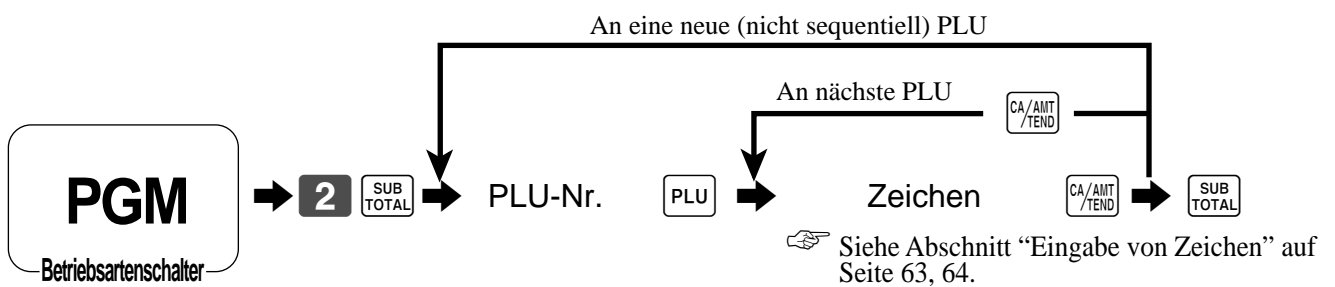 An eine neue (nicht sequentiell) PLU
An nächste PLU
CA/AMT
/TEND
PGM
2
SUB
TOTAL
PLU-Nr.
PLU
Zeichen
CA/AMT
/TEND
SUB
TOTAL
Betriebsartenschalter
☞ Siehe Abschnitt “Eingabe von Zeichen” auf
Seite 63, 64.